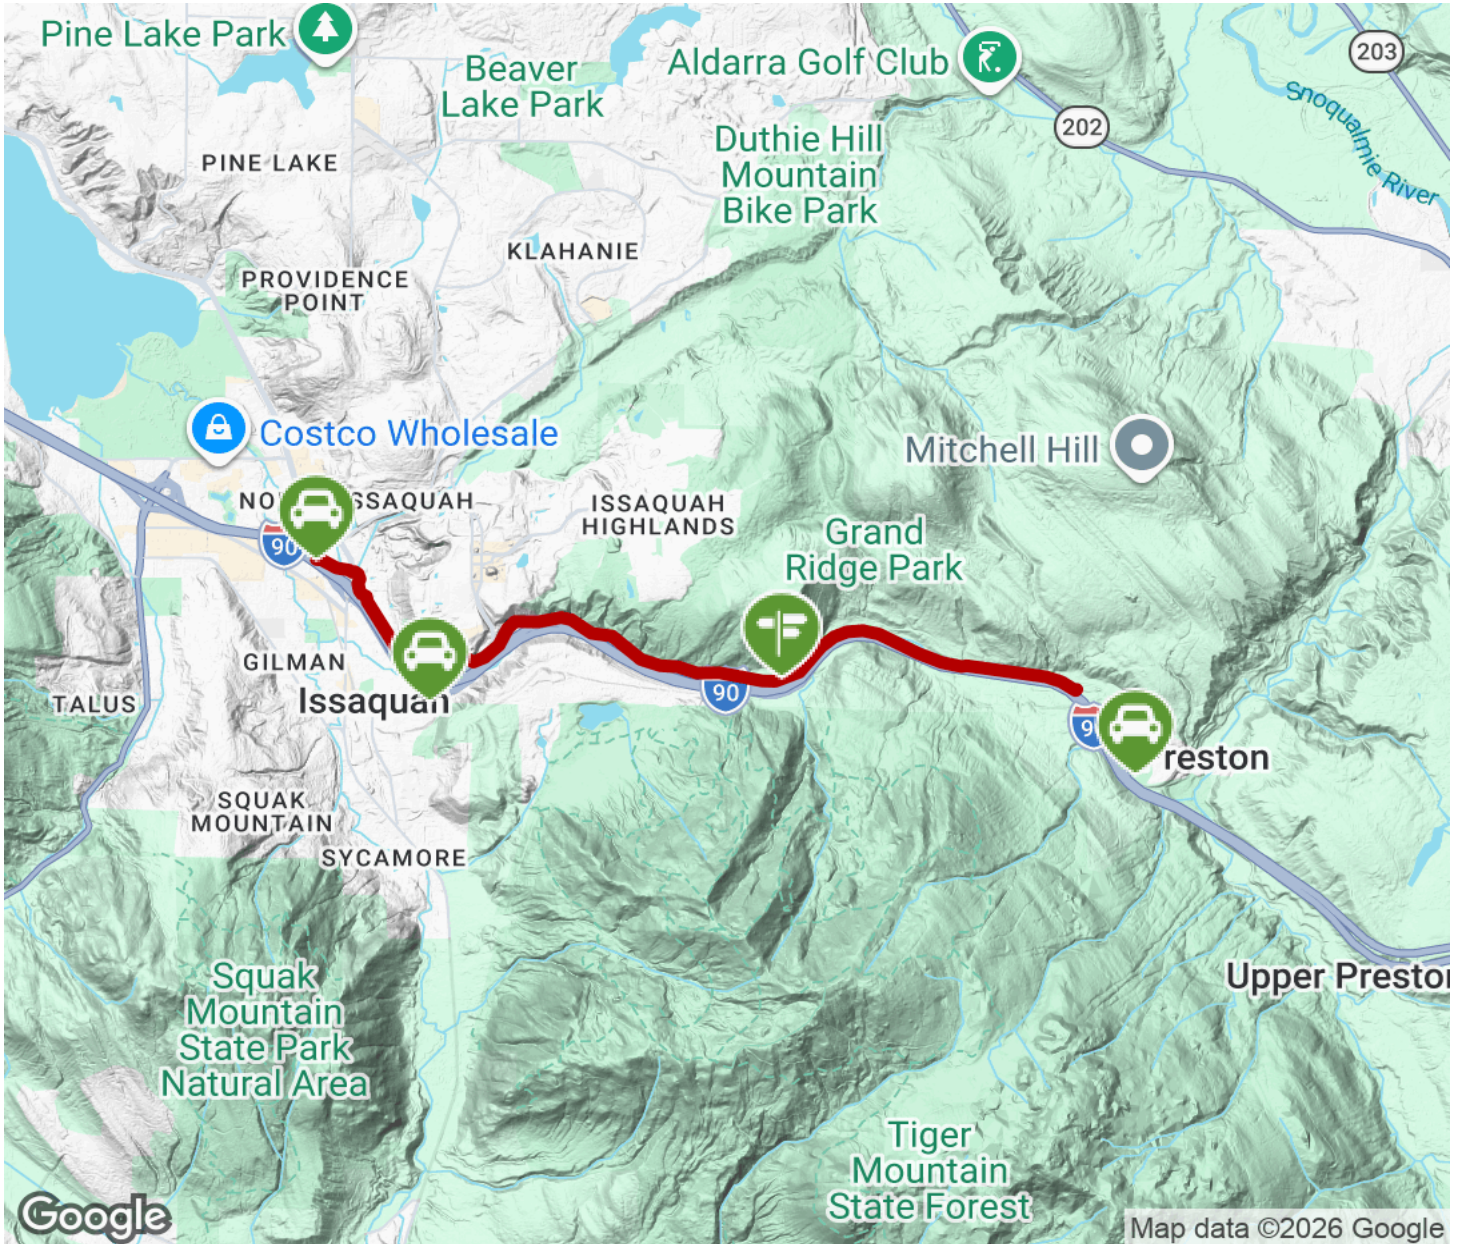 Pine Lake Park
Beaver
Lake Park
Aldarra Golf Club
203
202
Snoqualmie River
Duthie Hill
Mountain
Bike Park
PINE LAKE
KLAHANIE
PROVIDENCE
POINT
Costco Wholesale
Mitchell Hill
NO
SSAQUAH
ISSAQUAH
HIGHLANDS
90
Grand
Ridge Park
GILMAN
Issaquah
TALUS
90
9
reston
SQUAK
MOUNTAIN
SYCAMORE
Squak
Mountain
State Park
Natural Area
Upper Preston
Tiger
Mountain
State Forest
Google
Map data ©2026 Google